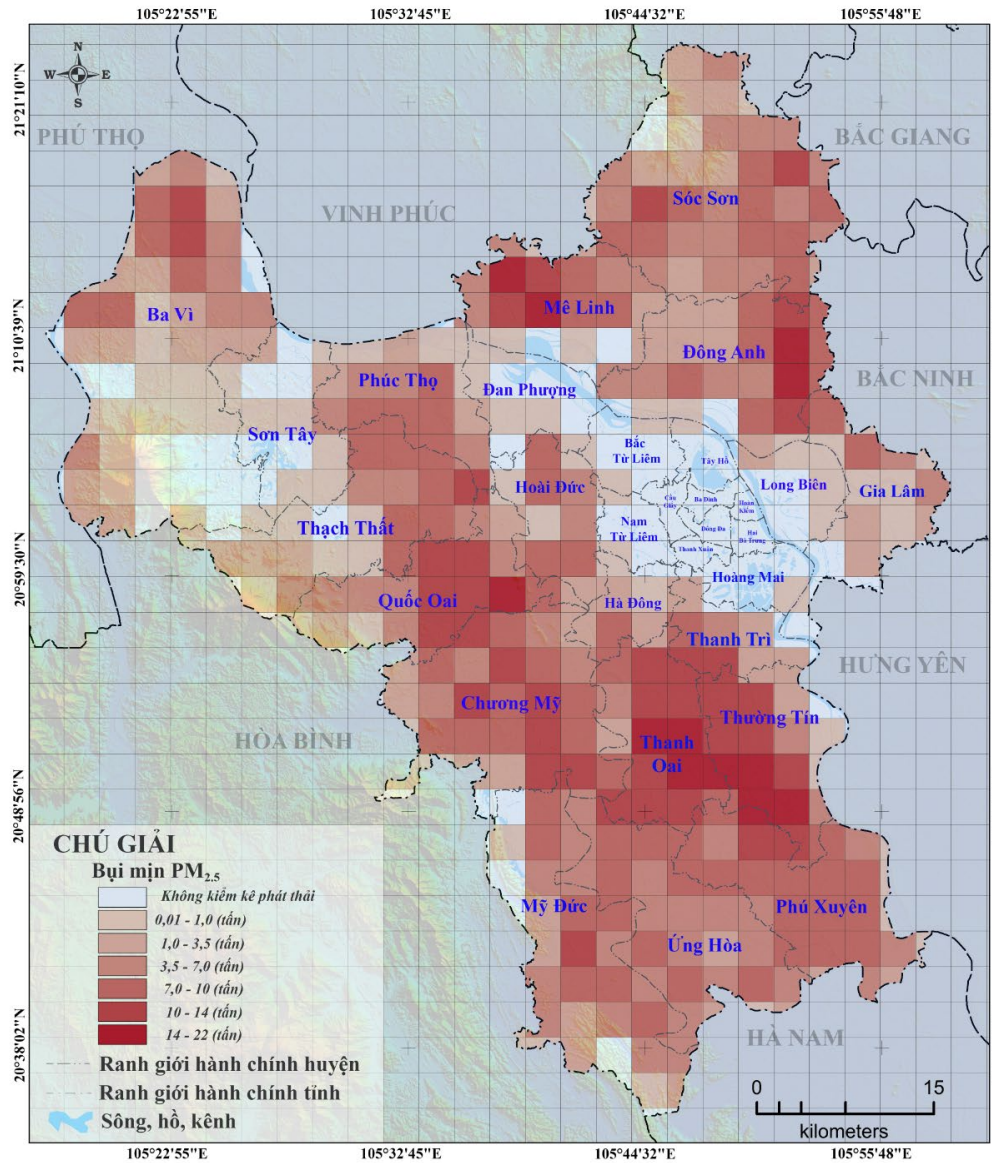 105°22'55"E
105°32'45"E
105°44'32"E
105°55'48"E
N
W E
S
21°21'10"N
PHÚ THỌ
BẮC GIANG
VINH PHÚC
Sóc Sơn
Ba Vì
Mê Linh
21°10'39"N
Đông Anh
Phúc Thọ
Đan Phượng
BẮC NINH
Sơn Tây
Bắc
Từ Liêm
Tây Hồ
Hoài Đức
Long Biên
Gia Lâm
Cầu
Giấy
Ba Đình
Hoàn
Kiếm
Thạch Thất
Nam
Từ Liêm
Đống Đa
Hai
Bà Trưng
Thanh Xuân
20°59'30"N
Hoàng Mai
Quốc Oai
Hà Đông
Thanh Trì
HƯNG YÊN
Chương Mỹ
Thường Tín
HÒA BÌNH
Thanh
Oai
20°48'56"N
CHÚ GIẢI
Bụi mịn PM2.5
Không kiểm kê phát thải
0,01 - 1,0 (tấn)
1,0 - 3,5 (tấn)
3,5 - 7,0 (tấn)
7,0 - 10 (tấn)
10 - 14 (tấn)
14 - 22 (tấn)
Ranh giới hành chính huyện
Ranh giới hành chính tỉnh
Sông, hồ, kênh
Mỹ Đức
Phú Xuyên
Ứng Hòa
20°38'02"N
HÀ NAM
0 15
kilometers
105°22'55"E
105°32'45"E
105°44'32"E
105°55'48"E